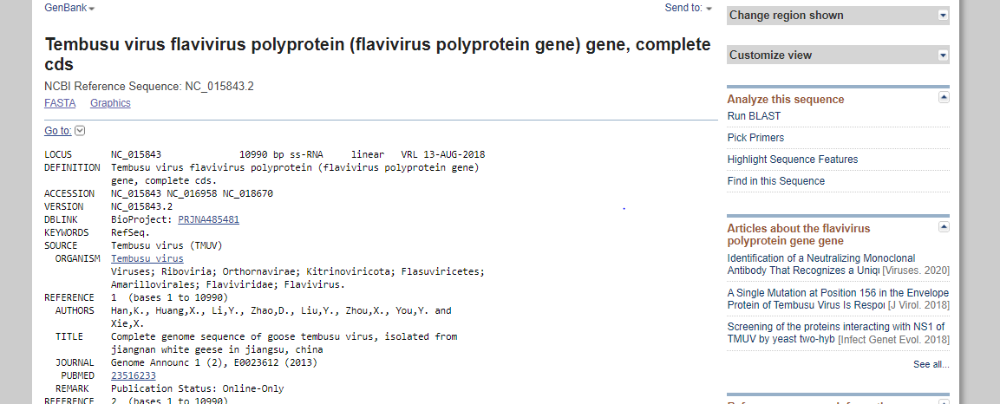 GenBank
Send to:
Tembusu virus flavivirus polyprotein (flavivirus polyprotein gene) gene, complete
cds
NCBI Reference Sequence: NC_015843.2
FASTA Graphics
Go to:
LOCUS NC_015843 10990 bp ss-RNA linear VRL 13-AUG-2018
DEFINITION Tembusu virus flavivirus polyprotein (flavivirus polyprotein gene)
gene, complete cds.
ACCESSION NC_015843 NC_016958 NC_018670
VERSION NC_015843.2
DBLINK BioProject: PRJNA485481
KEYWORDS RefSeq.
SOURCE Tembusu virus (TMUV)
ORGANISM Tembusu virus
Viruses; Riboviria; Orthornavirae; Kitrinoviricota; Flasuviricetes;
Amarillovirales; Flaviviridae; Flavivirus.
REFERENCE 1 (bases 1 to 10990)
AUTHORS Han,K., Huang,X., Li,Y., Zhao,D., Liu,Y., Zhou,X., You,Y. and
Xie,X.
TITLE Complete genome sequence of goose tembusu virus, isolated from
jiangnan white geese in jiangsu, china
JOURNAL Genome Announc 1 (2), E0023612 (2013)
PUBMED 23516233
REMARK Publication Status: Online-Only
REFERENCE 2 (bases 1 to 10990)
Change region shown
Customize view
Analyze this sequence
Run BLAST
Pick Primers
Highlight Sequence Features
Find in this Sequence
Articles about the flavivirus
polyprotein gene gene
Identification of a Neutralizing Monoclonal
Antibody That Recognizes a Uniq [Viruses. 2020]
A Single Mutation at Position 156 in the Envelope
Protein of Tembusu Virus Is Respor [J Virol. 2018]
Screening of the proteins interacting with NS1 of
TMUV by yeast two-hyb [Infect Genet Evol. 2018]
See all...